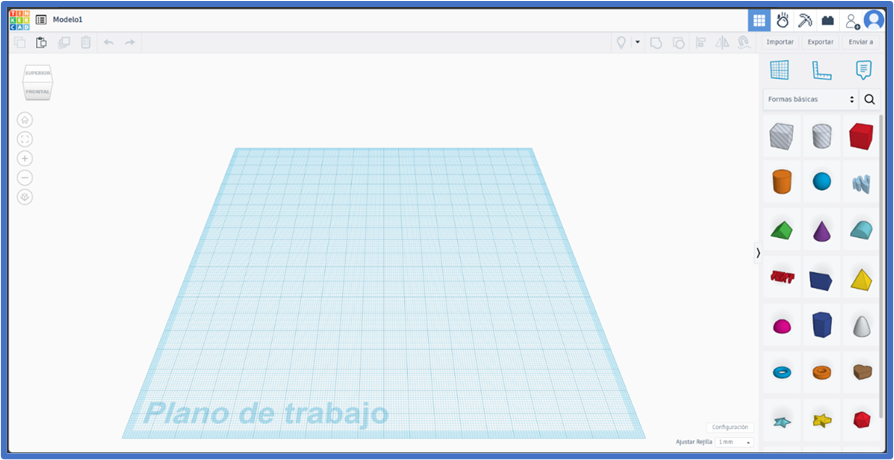 TIN
KER
CAD
Modelo1
Importar
Exportar
Enviar a
SUPERIOR
FRONTAL
Formas básicas
TEXT
Plano de trabajo
Configuración
Ajustar Rejilla
1 mm